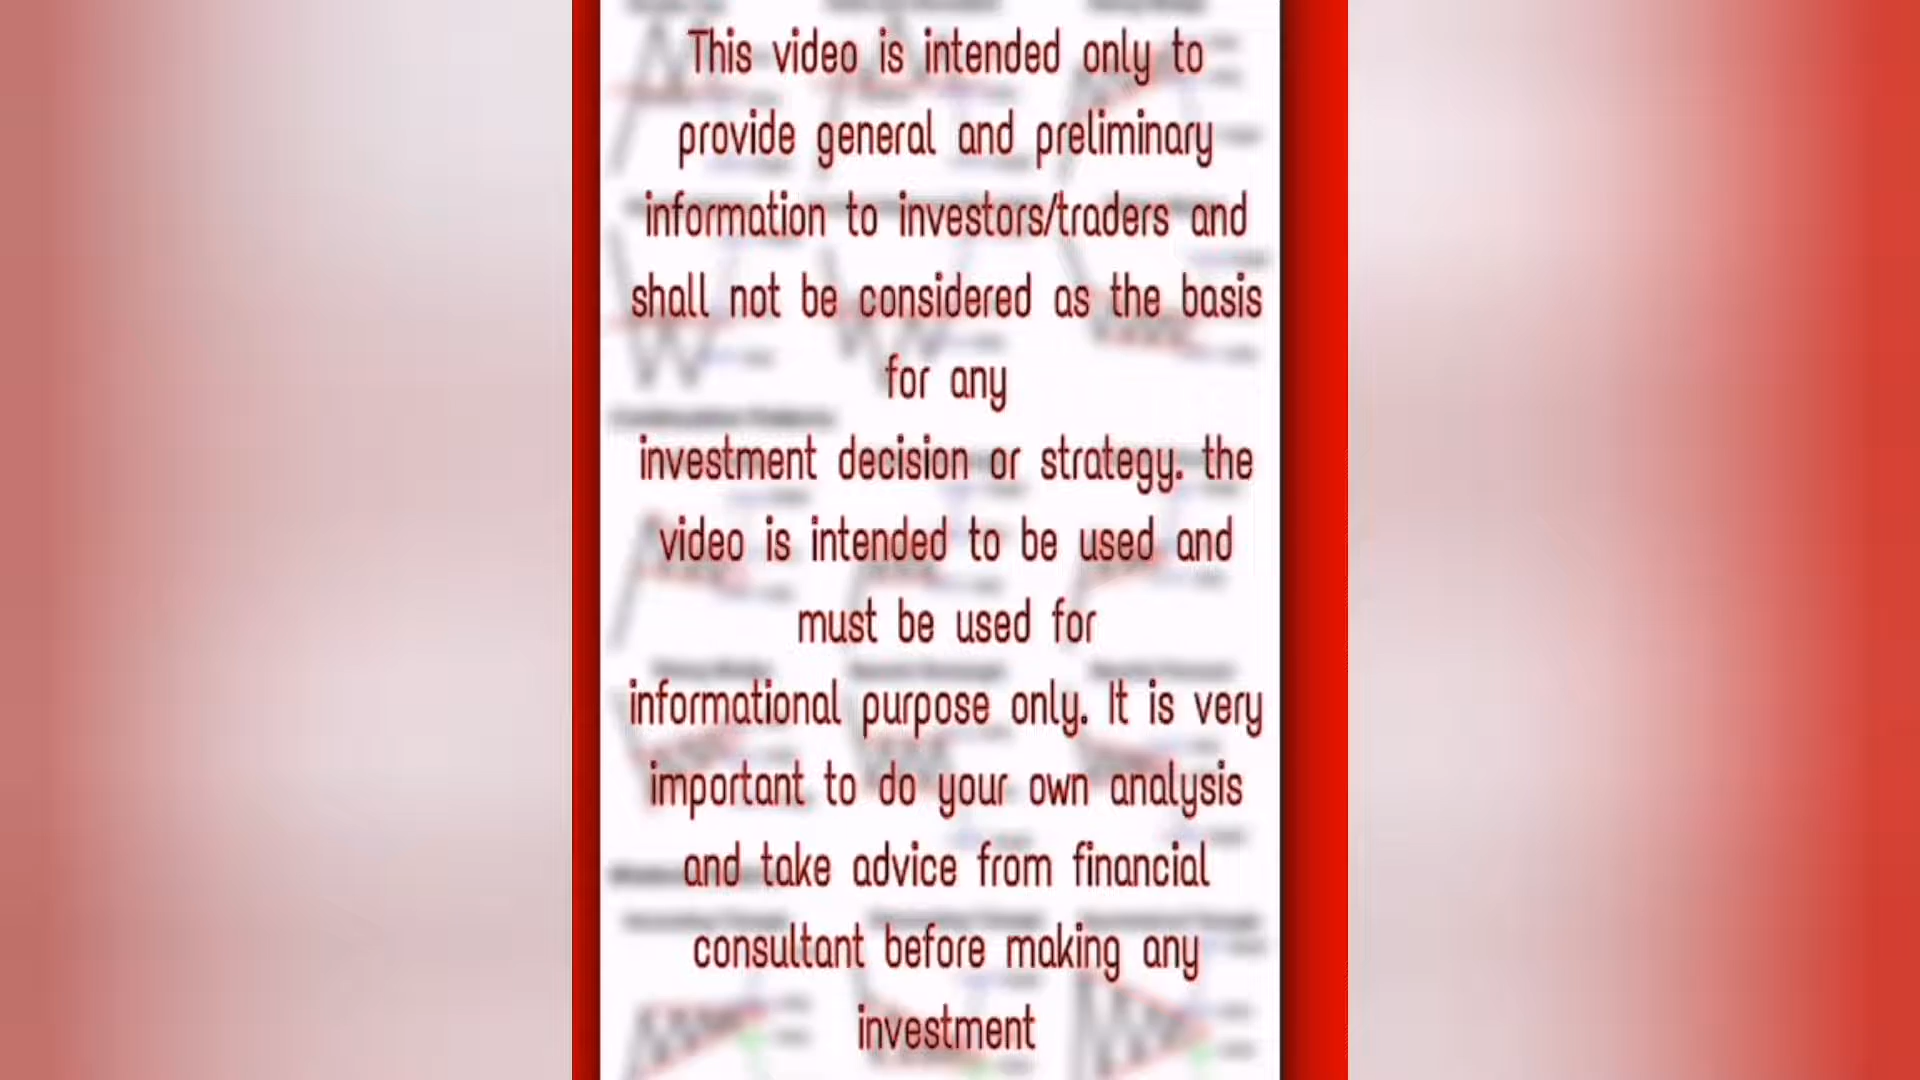 This video is intended only to
provide general and preliminary
information to investors/traders and
shall not be considered as the basis
for any
investment decision or strategy. the
video is intended to be used and
must be used for
informational purpose only. It is very
important to do your own analysis
and take advice from financial
consultant before making any
investment